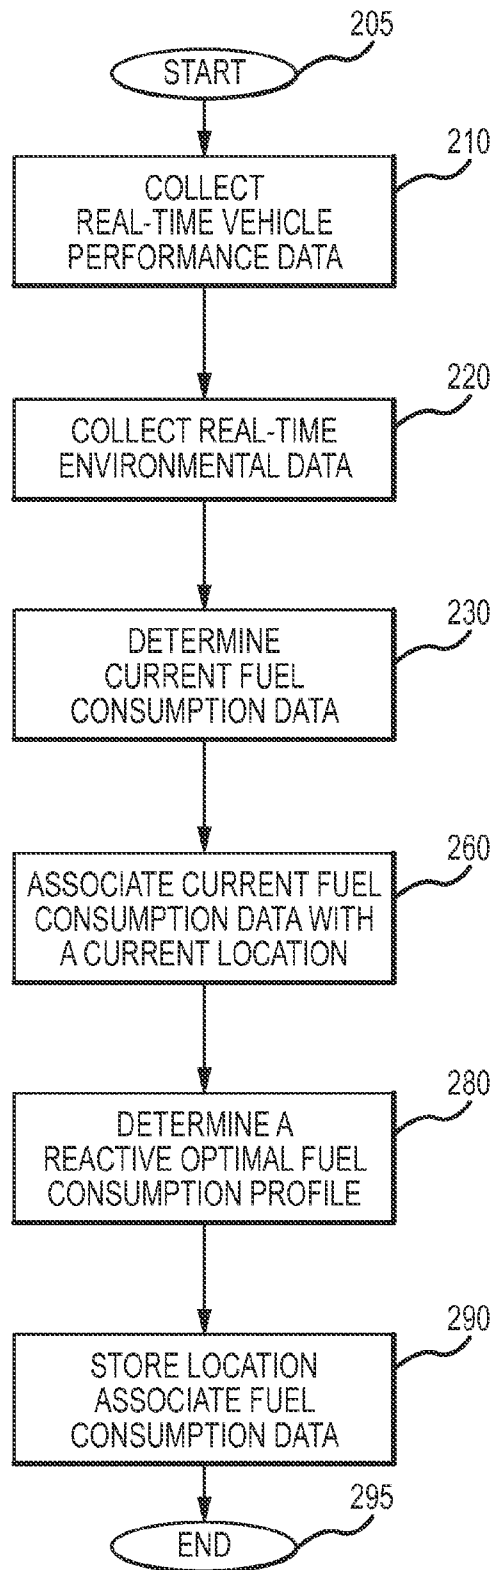 205
START
210
COLLECT
REAL-TIME VEHICLE
PERFORMANCE DATA
220
COLLECT REAL-TIME
ENVIRONMENTAL DATA
230
DETERMINE
CURRENT FUEL
CONSUMPTION DATA
260
ASSOCIATE CURRENT FUEL
CONSUMPTION DATA WITH
A CURRENT LOCATION
280
DETERMINE A
REACTIVE OPTIMAL FUEL
CONSUMPTION PROFILE
290
STORE LOCATION
ASSOCIATE FUEL
CONSUMPTION DATA
295
END